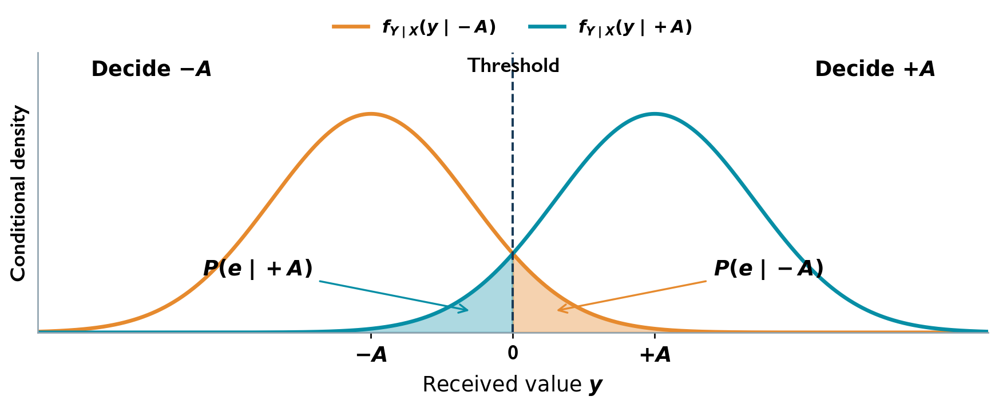 f_{Y | X}(y | −A) f_{Y | X}(y | +A)
Decide −A
Threshold
Decide +A
Conditional density
P(e | +A)
P(e | −A)
−A 0 +A
Received value y